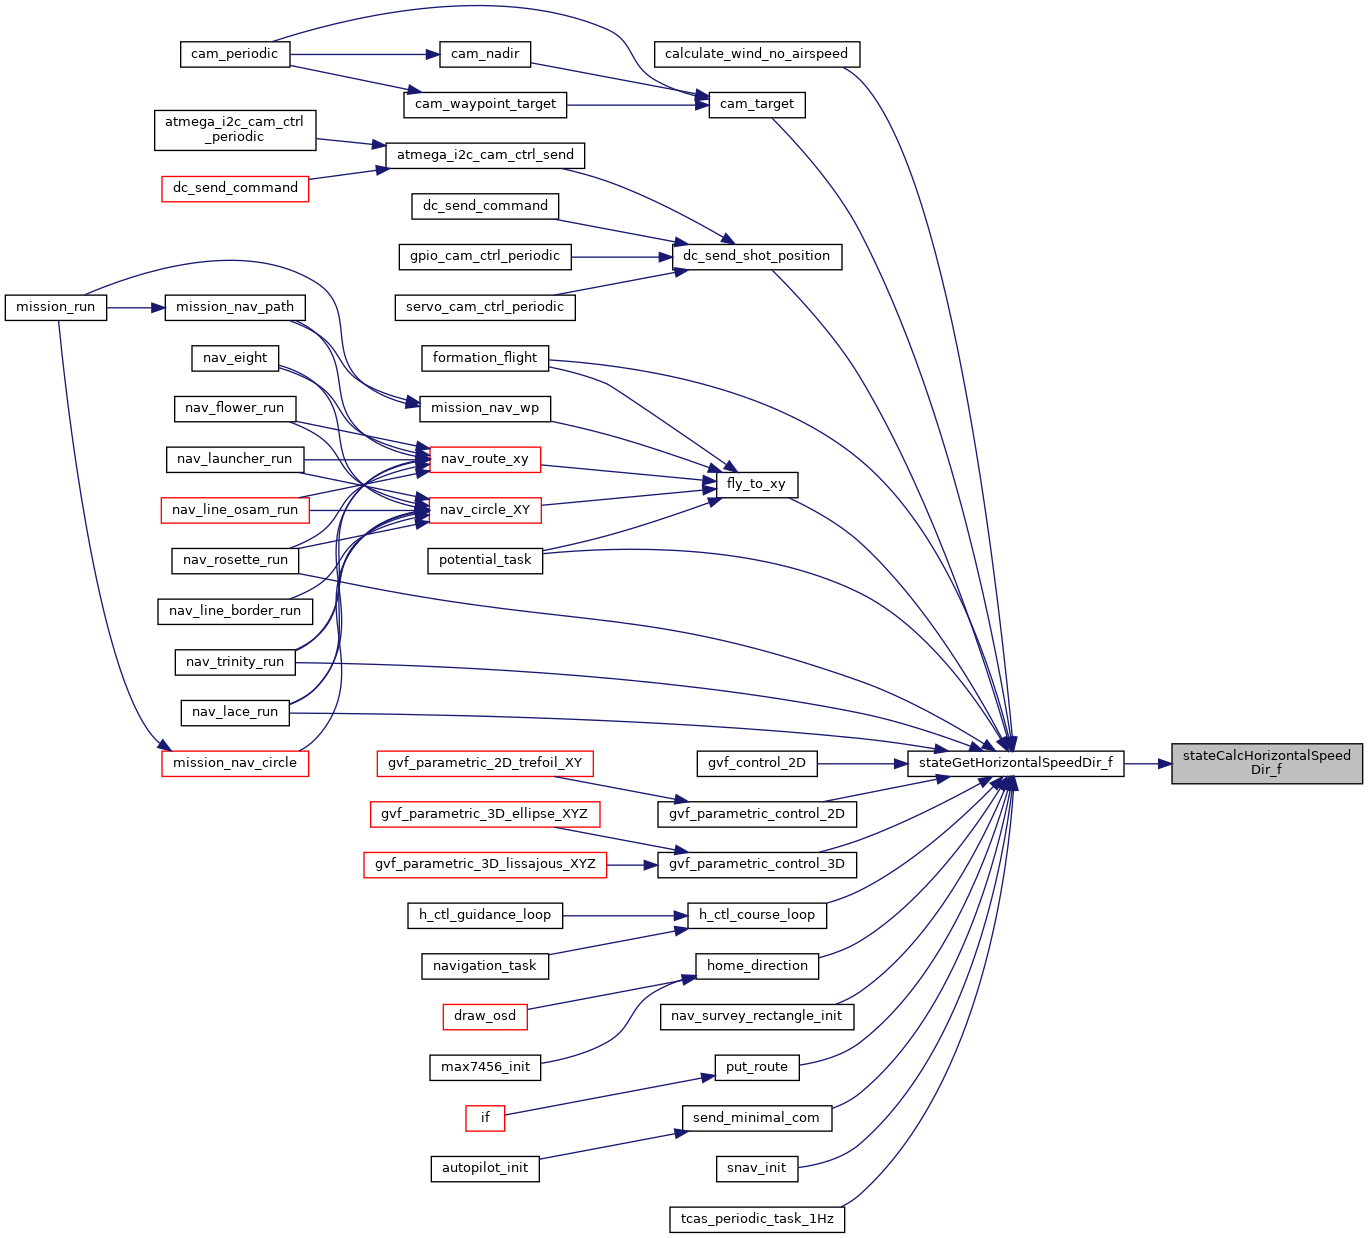 cam_periodic
cam_nadir
calculate_wind_no_airspeed
cam_waypoint_target
cam_target
atmega_i2c_cam_ctrl
_periodic
atmega_i2c_cam_ctrl_send
dc_send_command
dc_send_command
gpio_cam_ctrl_periodic
dc_send_shot_position
servo_cam_ctrl_periodic
mission_run
mission_nav_path
nav_eight
formation_flight
nav_flower_run
mission_nav_wp
nav_launcher_run
nav_route_xy
fly_to_xy
nav_line_osam_run
nav_circle_XY
nav_rosette_run
potential_task
nav_line_border_run
nav_trinity_run
nav_lace_run
mission_nav_circle
gvf_parametric_2D_trefoil_XY
gvf_control_2D
stateGetHorizontalSpeedDir_f
stateCalcHorizontalSpeed
Dir_f
gvf_parametric_3D_ellipse_XYZ
gvf_parametric_control_2D
gvf_parametric_3D_lissajous_XYZ
gvf_parametric_control_3D
h_ctl_guidance_loop
h_ctl_course_loop
navigation_task
home_direction
draw_osd
nav_survey_rectangle_init
max7456_init
put_route
if
send_minimal_com
autopilot_init
snav_init
tcas_periodic_task_1Hz